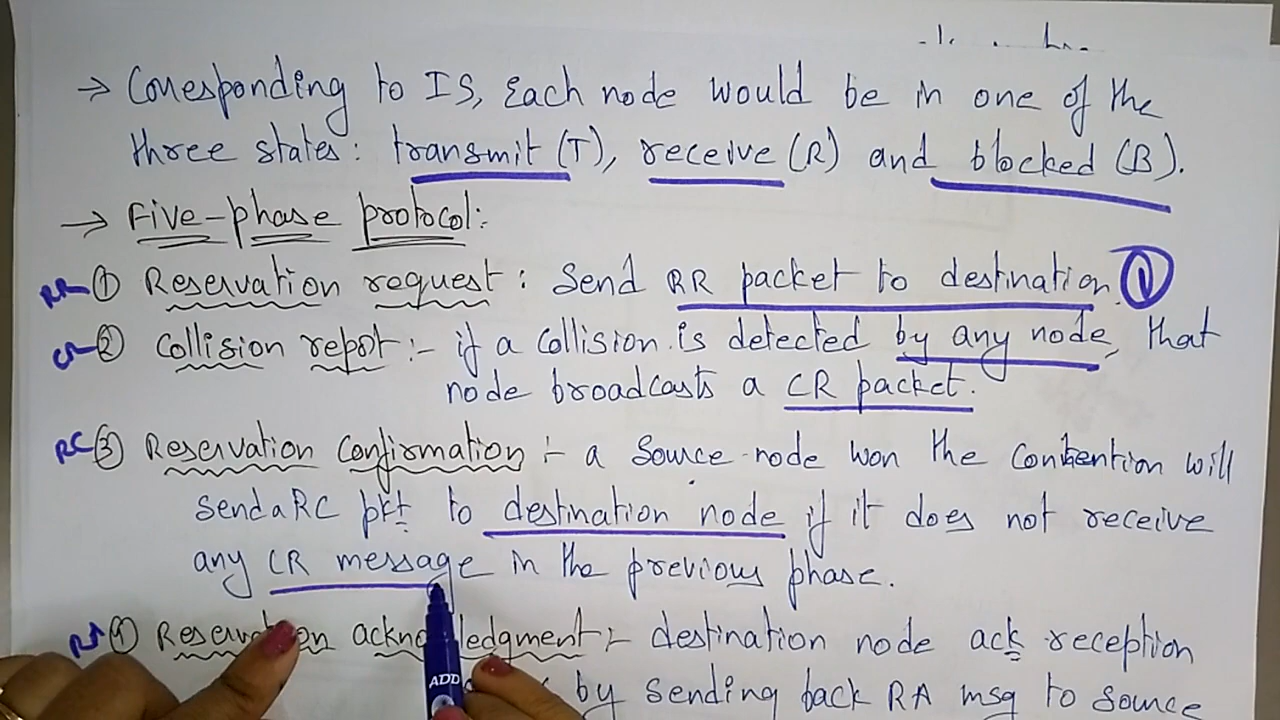 → Corresponding to IS, Each node would be in one of the
three states: transmit (T), receive (R) and blocked (B).
→ Five-phase protocol:
RR ① Reservation request: Send RR packet to destination. ①
② Collision report:- if a collision is detected by any node, that
node broadcasts a CR packet.
RC ③ Reservation Confirmation :- a Source node won the Contention will
send a RC pkt to destination node if it does not receive
any CR message in the previous phase.
④ Reservation acknowledgment:- destination node ack reception
by sending back RA msg to source
ADD